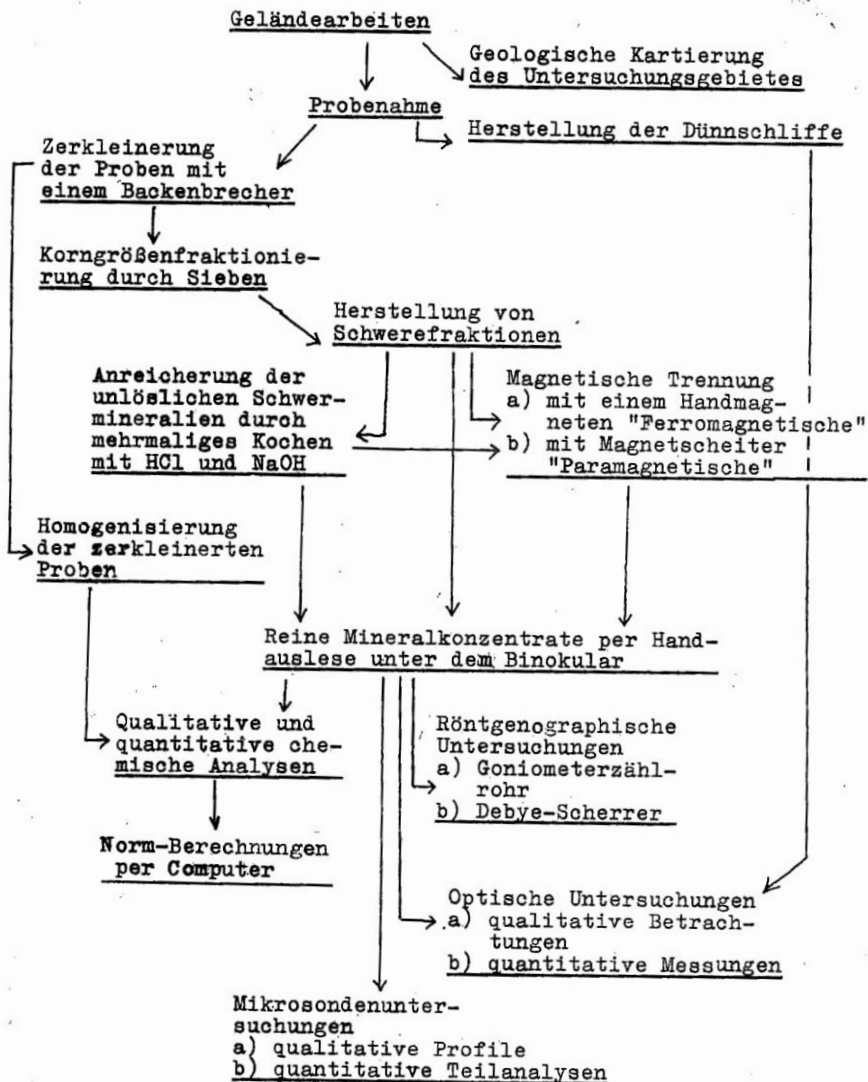 Geländearbeiten
Geologische Kartierung
des Untersuchungsgebietes
Probenahme
Herstellung der Dünnschliffe
Zerkleinerung
der Proben mit
einem Backenbrecher
Korngrößenfraktionie-
rung durch Sieben
Herstellung von
Schwerefraktionen
Anreicherung der
unlöslichen Schwer-
mineralien durch
mehrmaliges Kochen
mit HCl und NaOH
Magnetische Trennung
a) mit einem Handmag-
neten "Ferromagnetische"
b) mit Magnetscheiter
"Paramagnetische"
Homogenisierung
der zerkleinerten
Proben
Reine Mineralkonzentrate per Hand-
auslese unter dem Binokular
Qualitative und
quantitative che-
mische Analysen
Röntgenographische
Untersuchungen
a) Goniometerzähl-
rohr
b) Debye-Scherrer
Norm-Berechnungen
per Computer
Optische Untersuchungen
a) qualitative Betrach-
tungen
b) quantitative Messungen
Mikrosondenunter-
suchungen
a) qualitative Profile
b) quantitative Teilanalysen